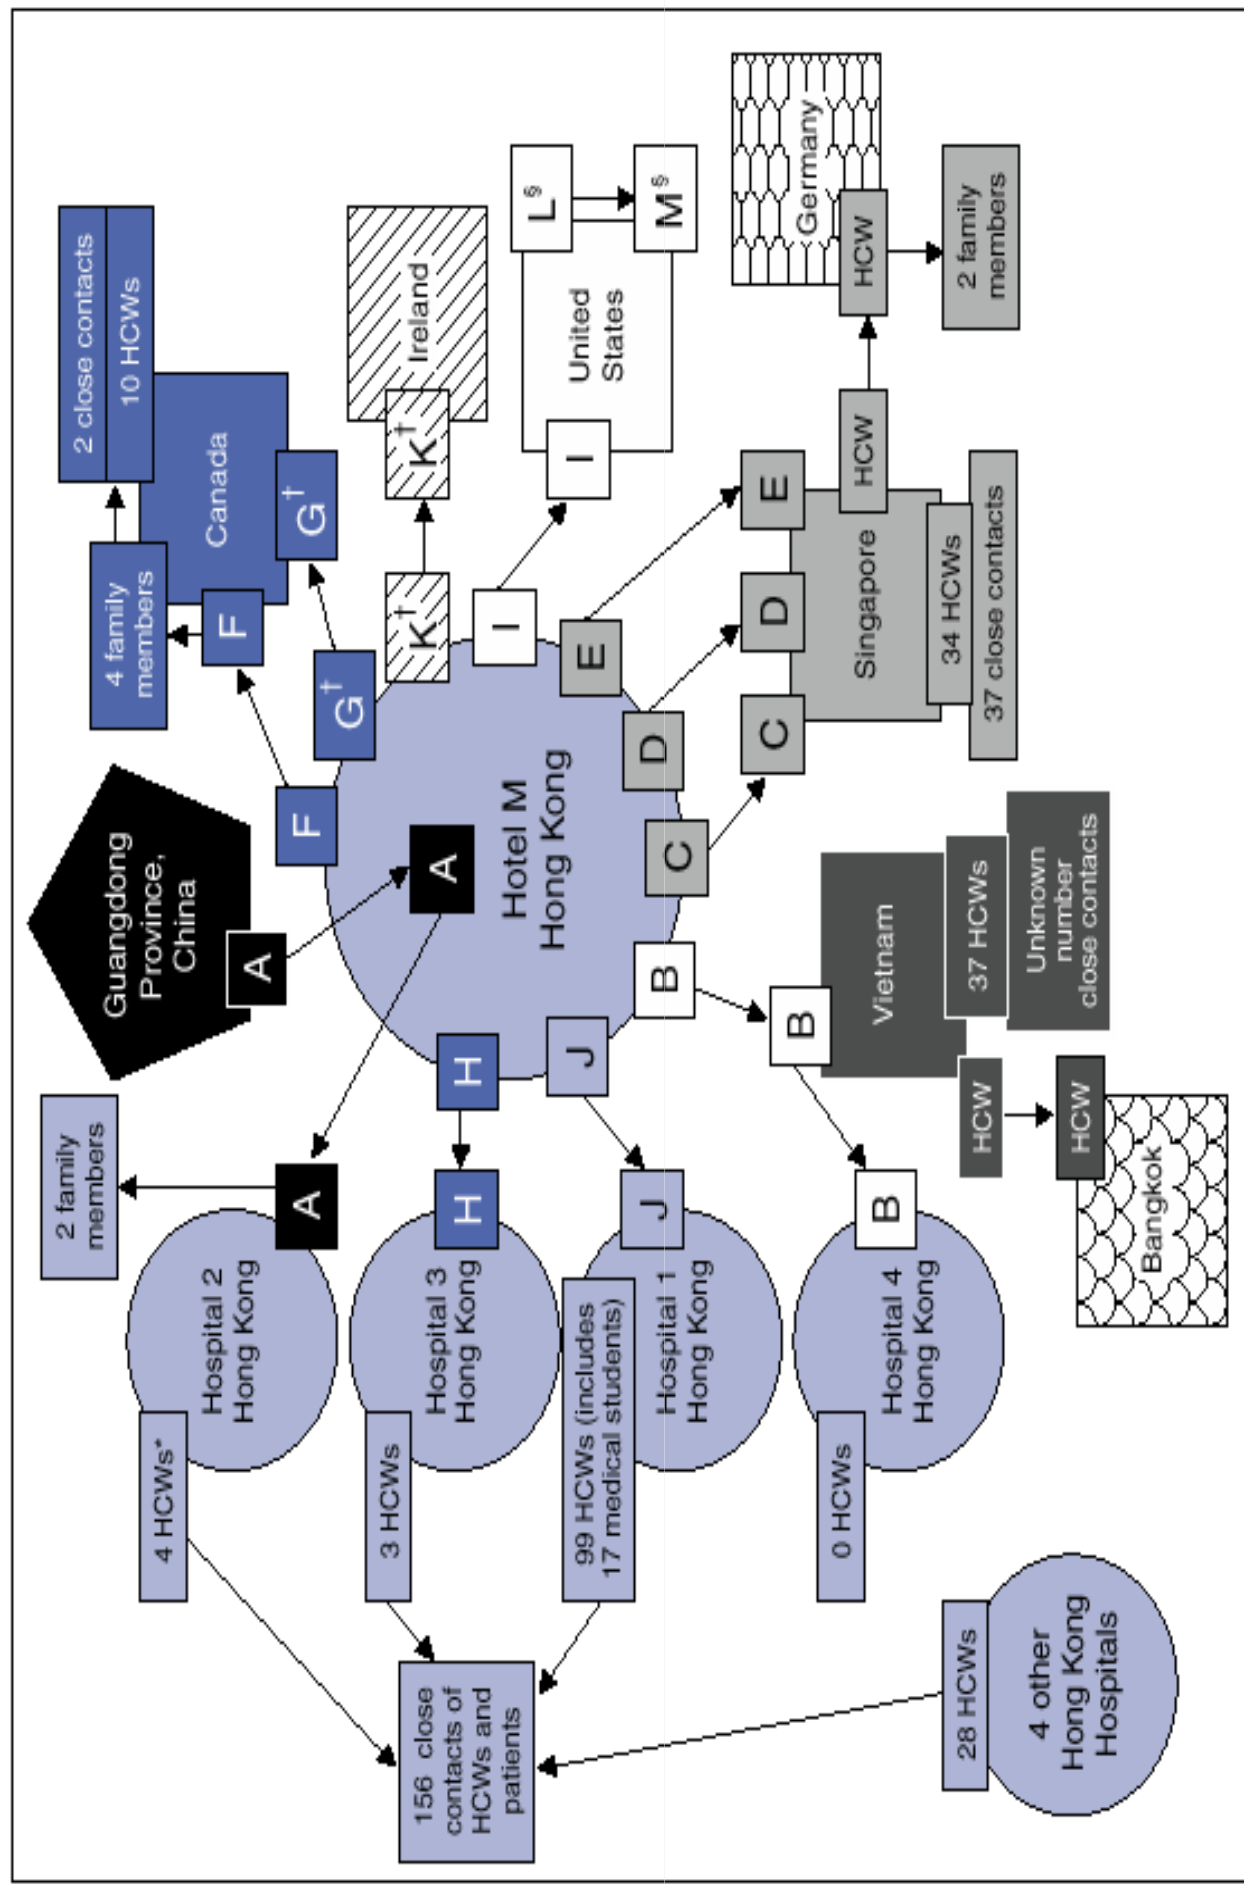 2 family
members
Guangdong
Province,
China
A
4 family
members
2 close contacts
10 HCWs
4 HCWs*
Hospital 2
Hong Kong
A
F
F
Canada
G†
G†
156 close
contacts of
HCWs and
patients
3 HCWs
Hospital 3
Hong Kong
H
H
A
Hotel M
Hong Kong
K†
K†
Ireland
99 HCWs (includes
17 medical students)
Hospital 1
Hong Kong
J
J
I
I
United
States
L§
M§
B
C
D
E
0 HCWs
Hospital 4
Hong Kong
B
B
Vietnam
37 HCWs
Unknown
number
close contacts
C
D
E
Singapore
34 HCWs
37 close contacts
HCW
HCW
Germany
2 family
members
28 HCWs
4 other
Hong Kong
Hospitals
HCW
HCW
Bangkok